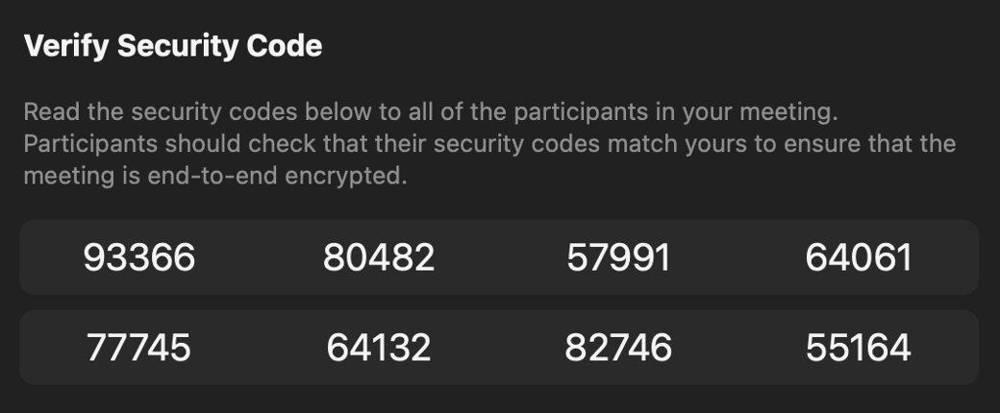 Verify Security Code
Read the security codes below to all of the participants in your meeting.
Participants should check that their security codes match yours to ensure that the
meeting is end-to-end encrypted.
93366 80482 57991 64061
77745 64132 82746 55164